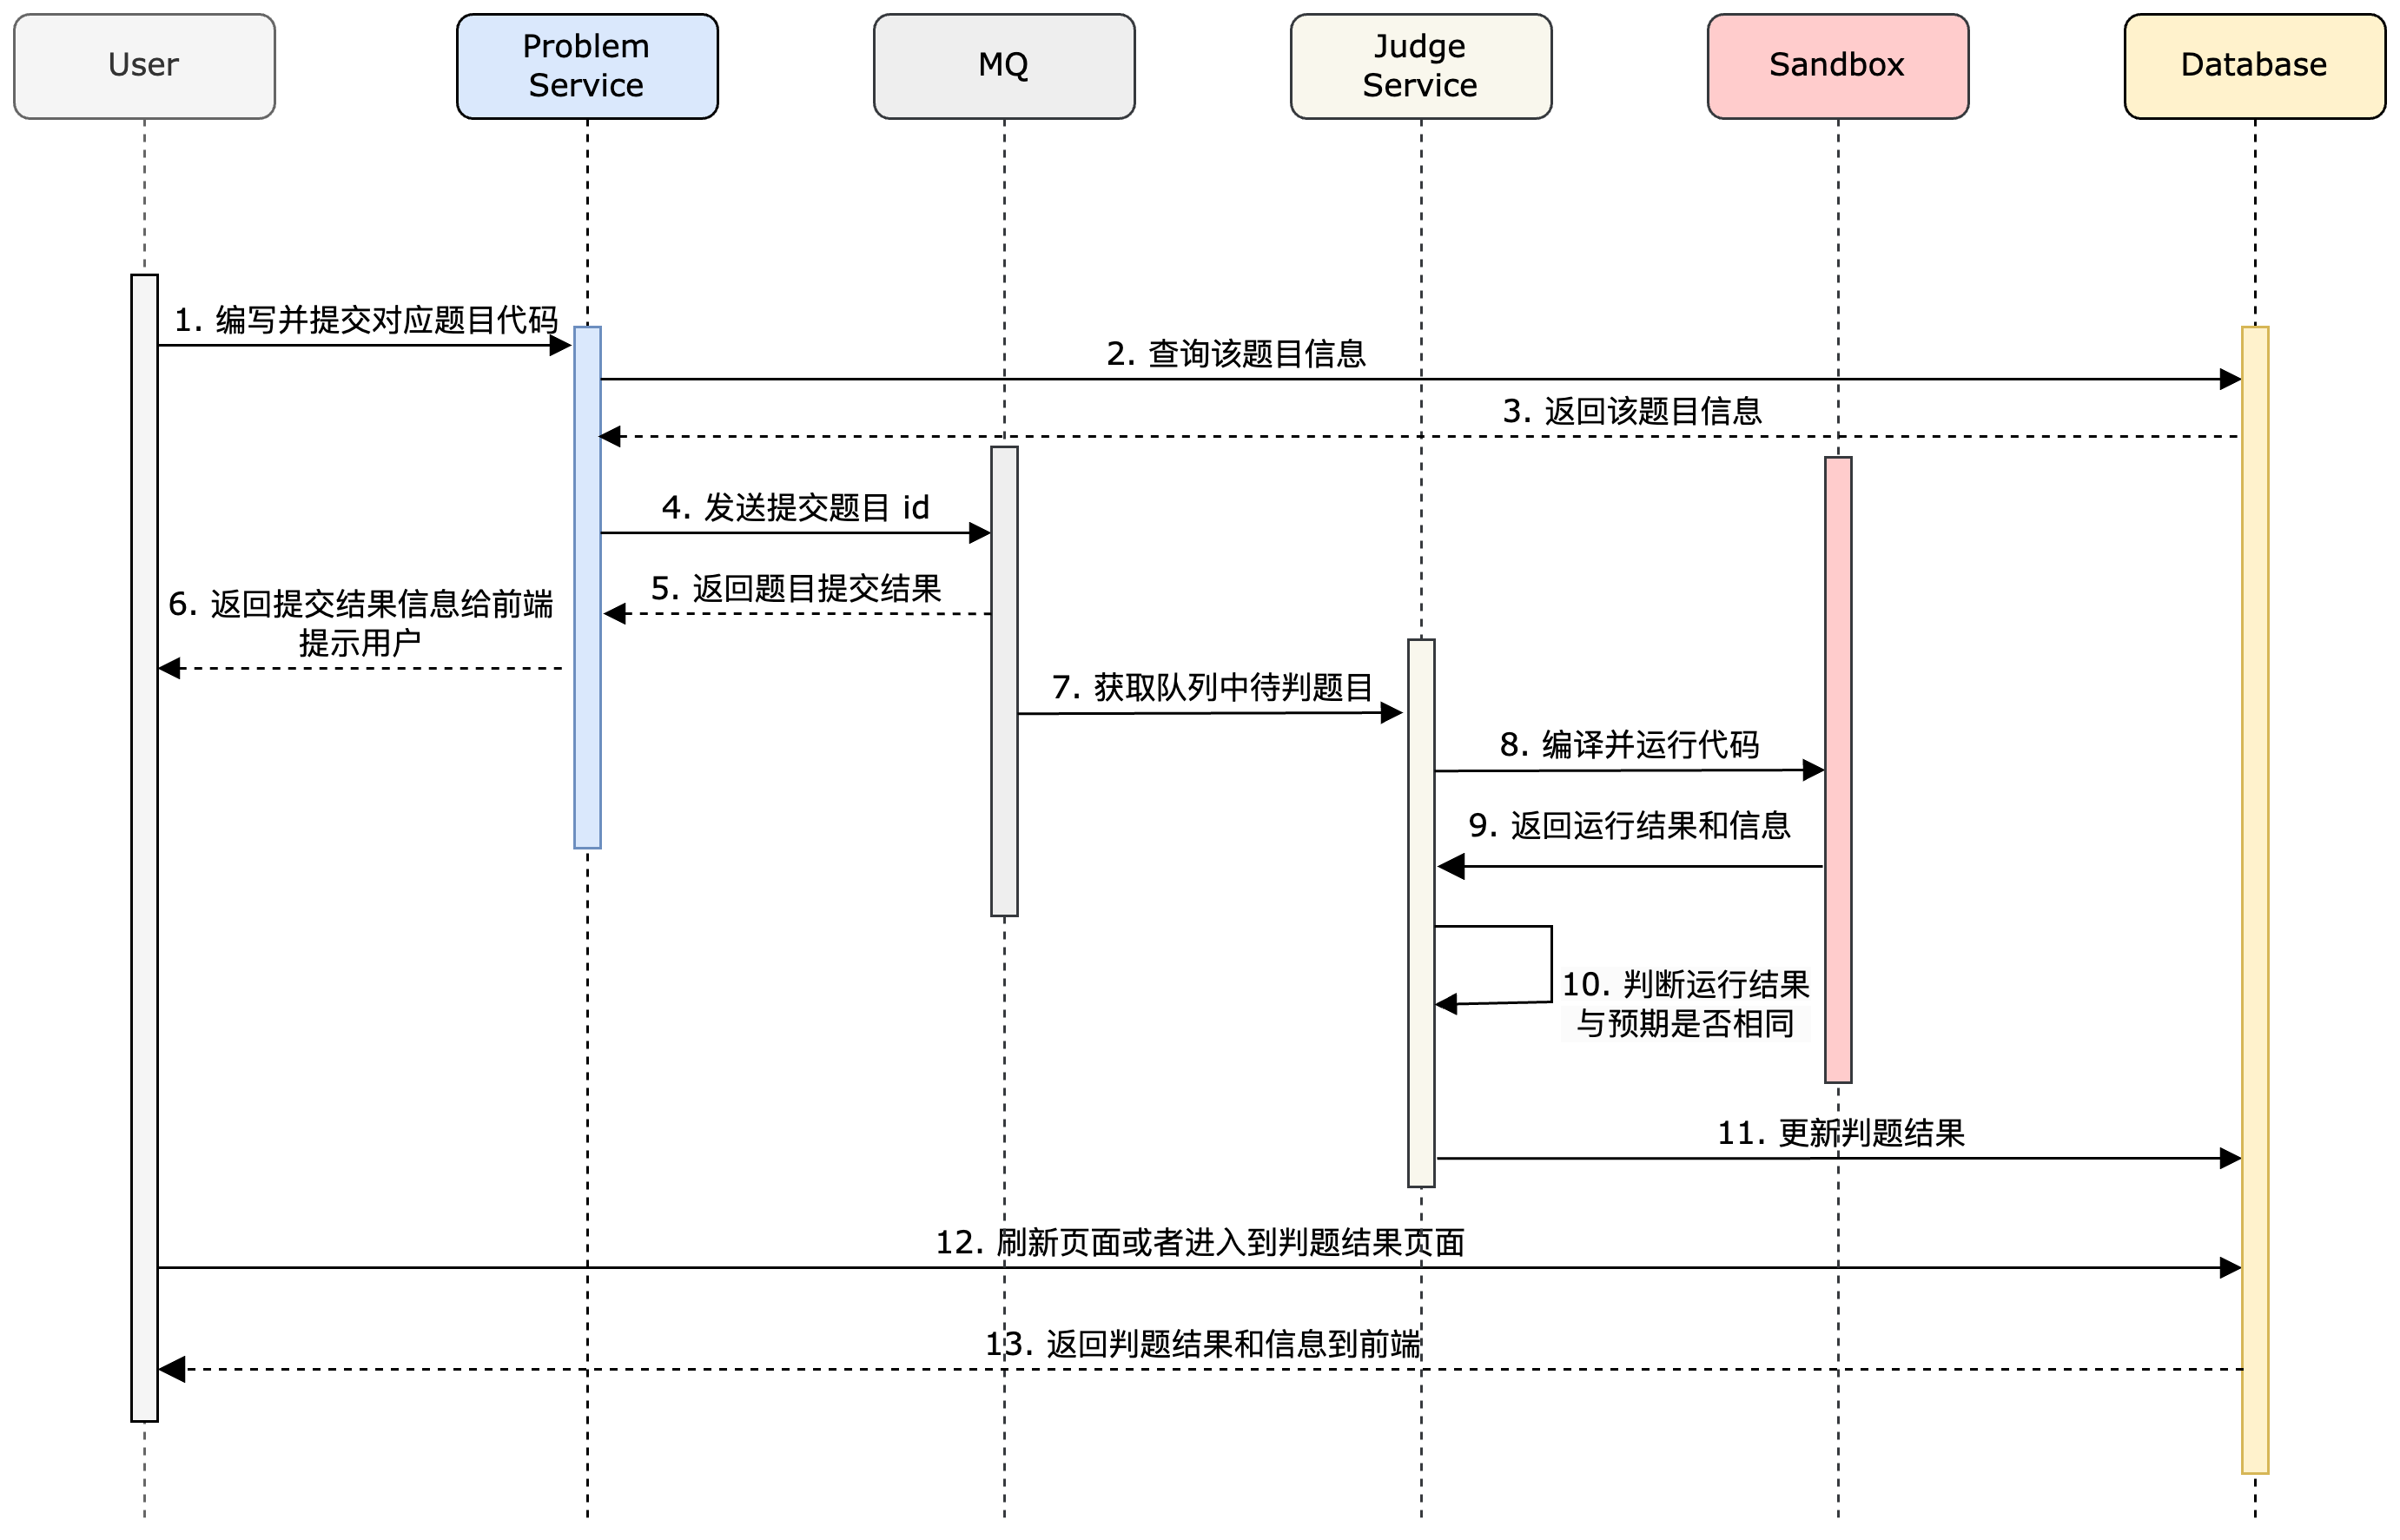 User
Problem
Service
MQ
Judge
Service
Sandbox
Database
1. 编写并提交对应题目代码
2. 查询该题目信息
3. 返回该题目信息
4. 发送提交题目 id
5. 返回题目提交结果
6. 返回提交结果信息给前端
提示用户
7. 获取队列中待判题目
8. 编译并运行代码
9. 返回运行结果和信息
10. 判断运行结果
与预期是否相同
11. 更新判题结果
12. 刷新页面或者进入到判题结果页面
13. 返回判题结果和信息到前端